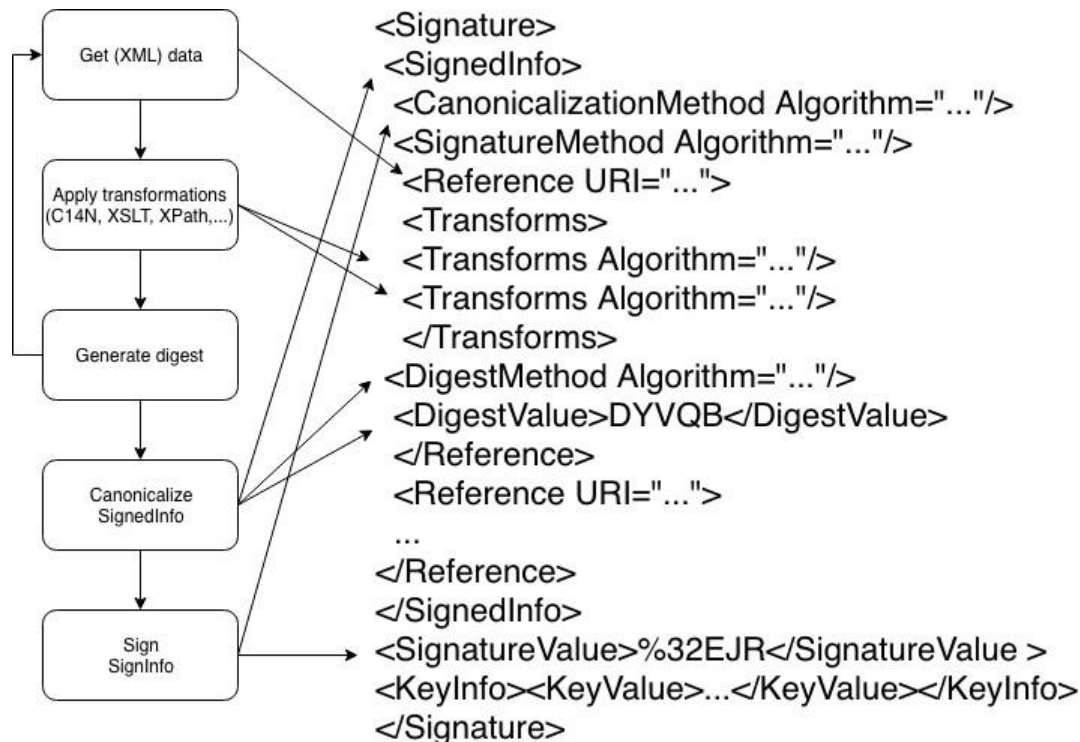 Get (XML) data
Apply transformations
(C14N, XSLT, XPath,...)
Generate digest
Canonicalize
SignedInfo
Sign
SignInfo
<Signature>
<SignedInfo>
<CanonicalizationMethod Algorithm="..."/>
<SignatureMethod Algorithm="..."/>
<Reference URI="...">
<Transforms>
<Transforms Algorithm="..."/>
<Transforms Algorithm="..."/>
</Transforms>
<DigestMethod Algorithm="..."/>
<DigestValue>DYVQB</DigestValue>
</Reference>
<Reference URI="...">
...
</Reference>
</SignedInfo>
<SignatureValue>%32EJR</SignatureValue >
<KeyInfo><KeyValue>...</KeyValue></KeyInfo>
</Signature>